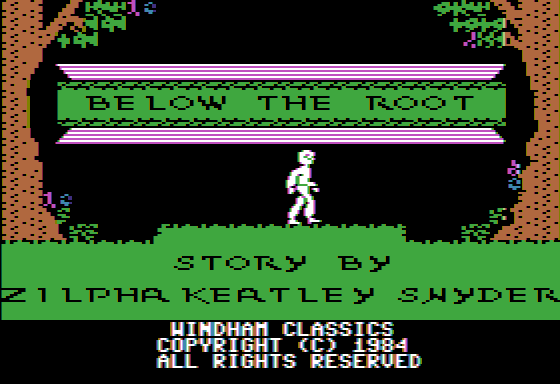 BELOW THE ROOT
STORY BY
ZILPHA KEATLEY SNYDER
WINDHAM CLASSICS
COPYRIGHT (C) 1984
ALL RIGHTS RESERVED